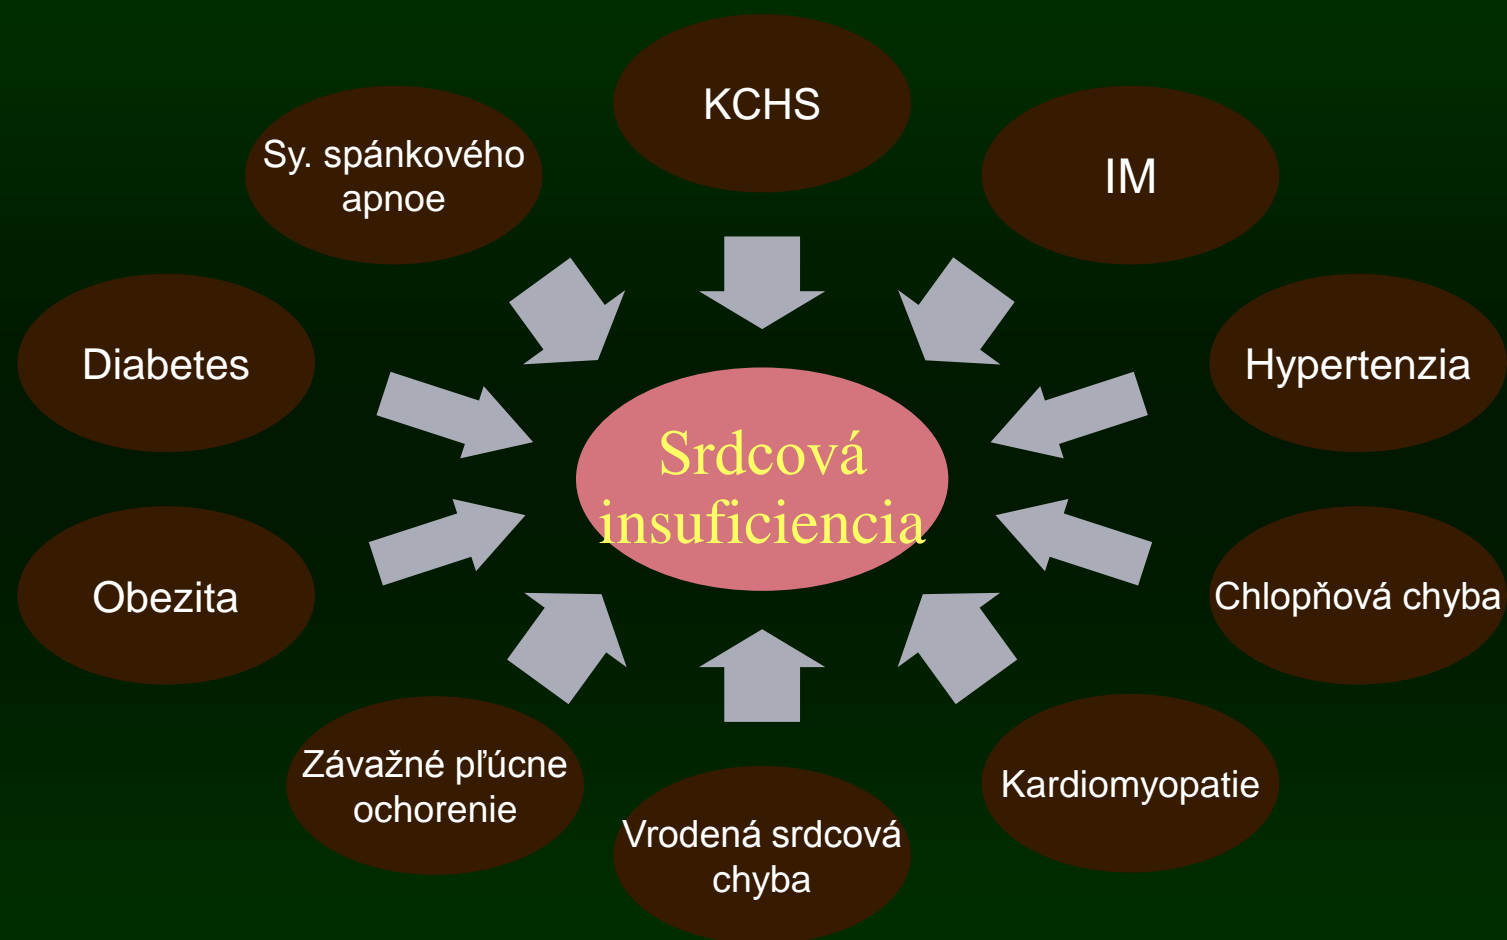 KCHS
Sy. spánkového
apnoe
IM
Diabetes
Hypertenzia
Srdcová
insuficiencia
Obezita
Chlopňová chyba
Závažné pľúcne
ochorenie
Kardiomyopatie
Vrodená srdcová
chyba